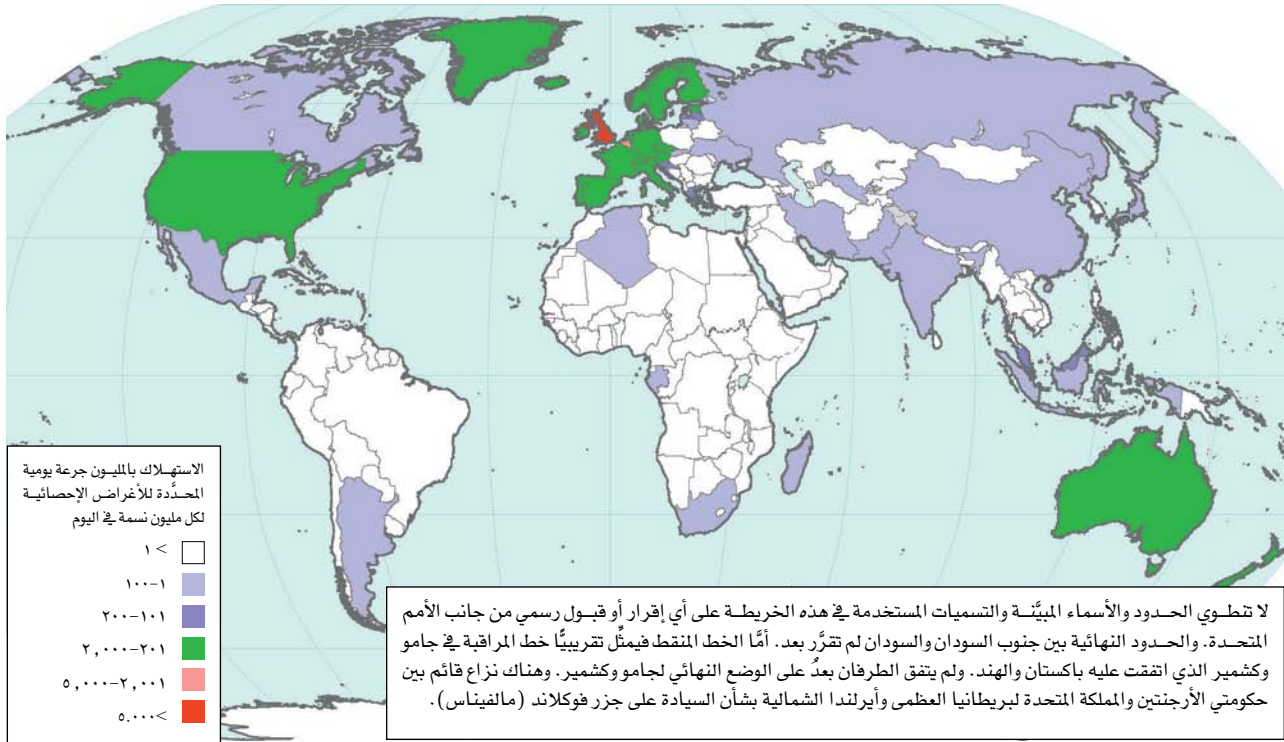 الاستهلاك بالمليون جرعة يومية
المحدَّدة للأغراض الإحصائية
لكل مليون نسمة في اليوم
١ >
١٠٠-١
٢٠٠-١٠١
٢,٠٠٠-٢٠١
٥,٠٠٠-٢,٠٠١
٥.٠٠٠<
لا تنطوي الحدود والأسماء المبيَّنة والتسميات المستخدمة في هذه الخريطة على أي إقرار أو قبول رسمي من جانب الأمم
المتحدة. والحدود النهائية بين جنوب السودان والسودان لم تتقرَّر بعد. أمَّا الخط المنقط فيمثِّل تقريبيًّا خط المراقبة في جامو
وكشمير الذي اتفقت عليه باكستان والهند. ولم يتفق الطرفان بعدُ على الوضع النهائي لجامو وكشمير. وهناك نزاع قائم بين
حكومتي الأرجنتين والمملكة المتحدة لبريطانيا العظمى وأيرلندا الشمالية بشأن السيادة على جزر فوكلاند (مالفيناس).